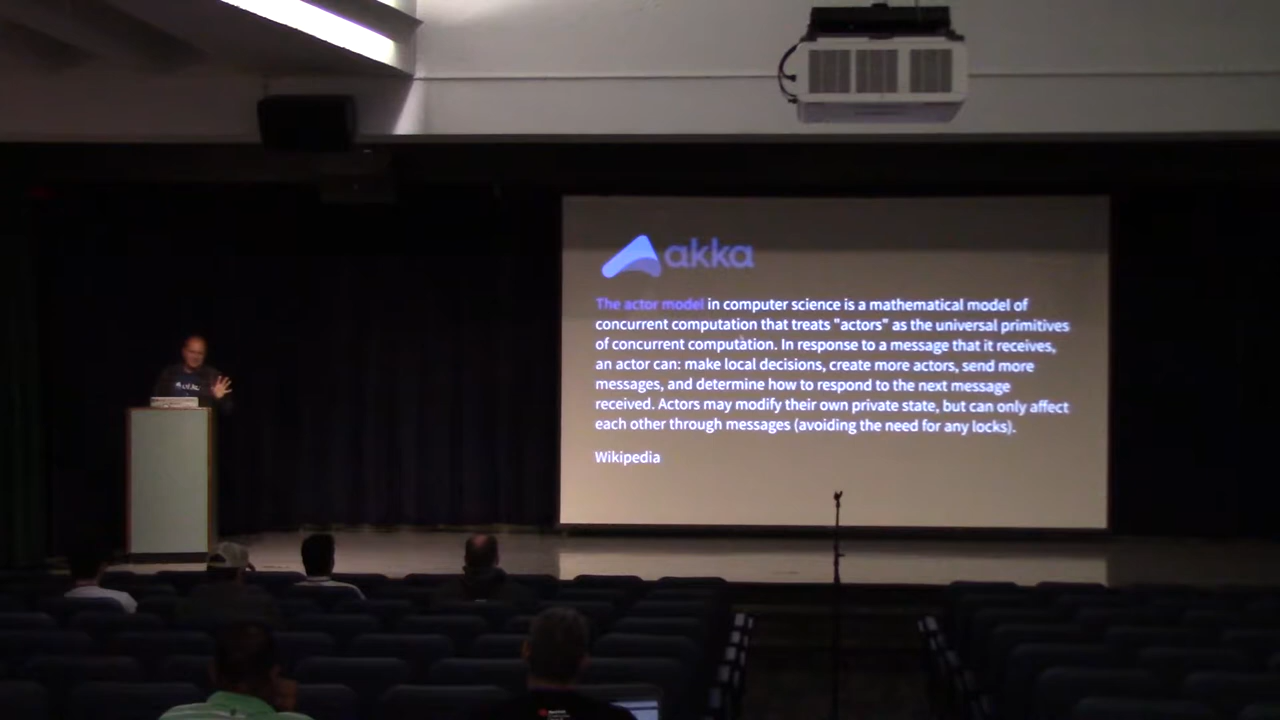 akka
The actor model in computer science is a mathematical model of
concurrent computation that treats "actors" as the universal primitives
of concurrent computation. In response to a message that it receives,
an actor can: make local decisions, create more actors, send more
messages, and determine how to respond to the next message
received. Actors may modify their own private state, but can only affect
each other through messages (avoiding the need for any locks).
Wikipedia